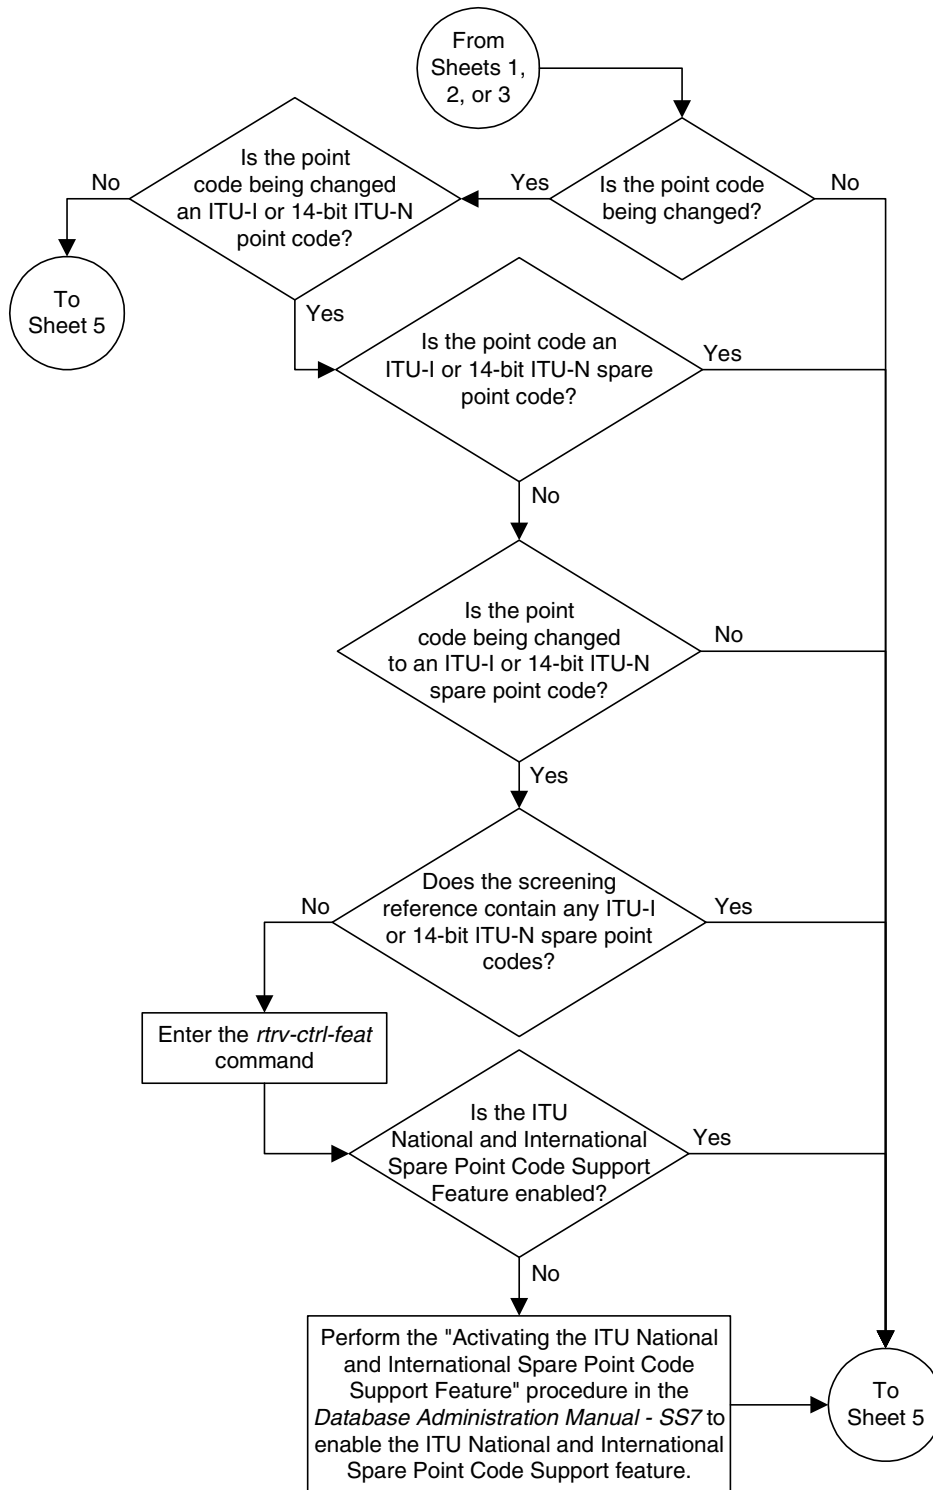 From
Sheets 1,
2, or 3
Is the point code
being changed?
Yes
No
Is the point
code being changed
an ITU-I or 14-bit ITU-N
point code?
No
To
Sheet 5
Yes
Is the point code an
ITU-I or 14-bit ITU-N spare
point code?
Yes
No
Is the point
code being changed
to an ITU-I or 14-bit ITU-N
spare point code?
No
Yes
Does the screening
reference contain any ITU-I
or 14-bit ITU-N spare point
codes?
No
Yes
Enter the rtrv-ctrl-feat
command
Is the ITU
National and International
Spare Point Code Support
Feature enabled?
Yes
No
Perform the "Activating the ITU National
and International Spare Point Code
Support Feature" procedure in the
Database Administration Manual - SS7 to
enable the ITU National and International
Spare Point Code Support feature.
To
Sheet 5